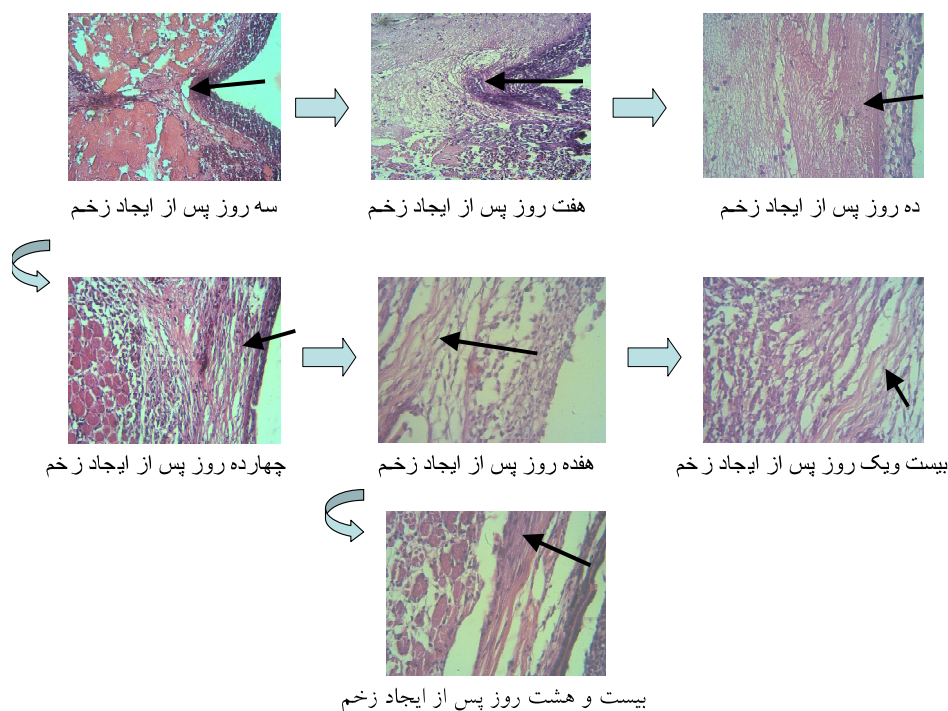 سه روز پس از ایجاد زخم
هفت روز پس از ایجاد زخم
ده روز پس از ایجاد زخم
چهارده روز پس از ایجاد زخم
هفده روز پس از ایجاد زخم
بیست ویک روز پس از ایجاد زخم
بیست و هشت روز پس از ایجاد زخم